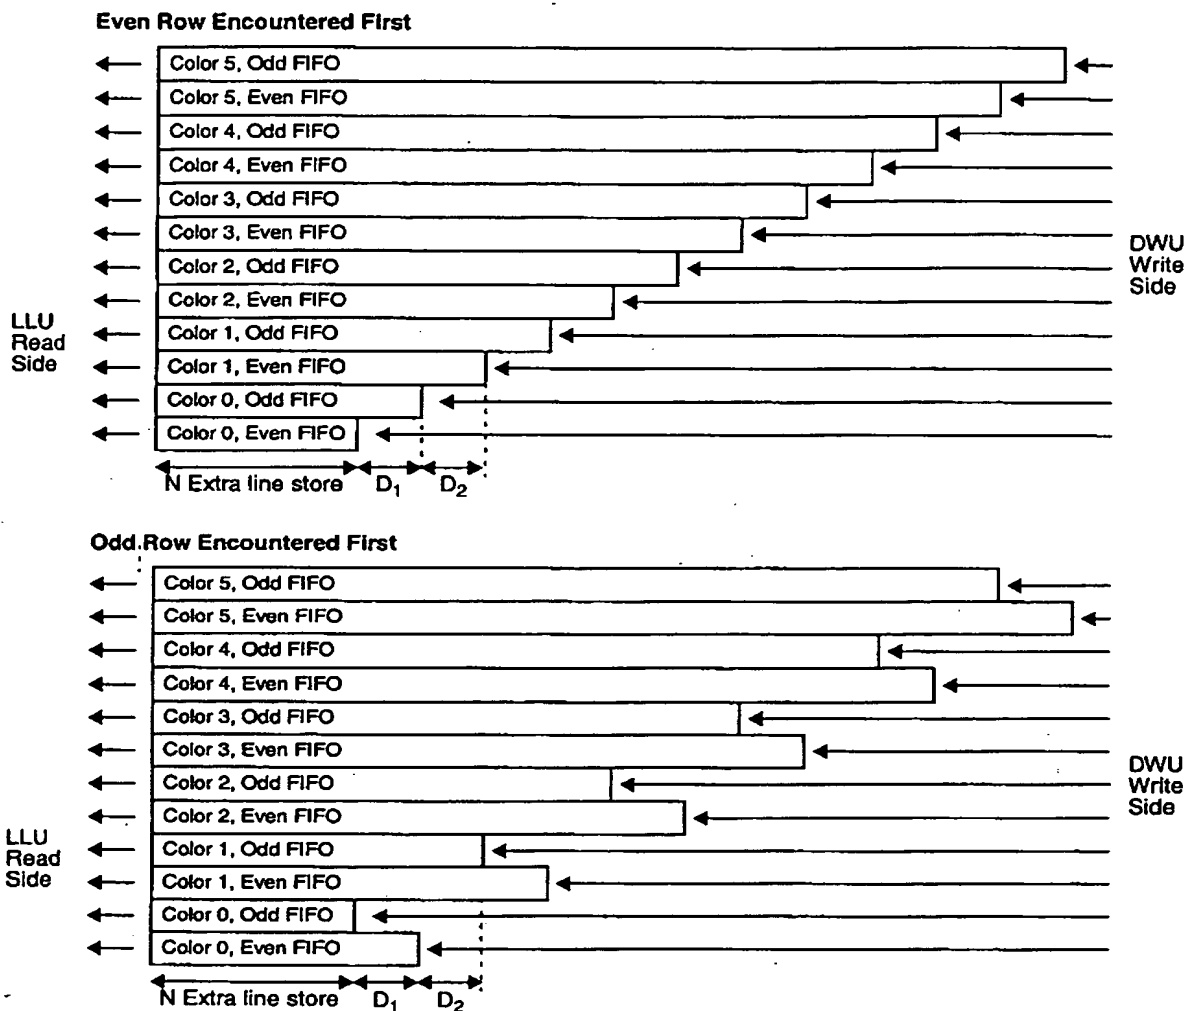 Even Row Encountered First
Color 5, Odd FIFO
Color 5, Even FIFO
Color 4, Odd FIFO
Color 4, Even FIFO
Color 3, Odd FIFO
Color 3, Even FIFO
Color 2, Odd FIFO
Color 2, Even FIFO
Color 1, Odd FIFO
Color 1, Even FIFO
Color 0, Odd FIFO
Color 0, Even FIFO
LLU
Read
Side
DWU
Write
Side
N Extra line store D₁ D₂
Odd Row Encountered First
Color 5, Odd FIFO
Color 5, Even FIFO
Color 4, Odd FIFO
Color 4, Even FIFO
Color 3, Odd FIFO
Color 3, Even FIFO
Color 2, Odd FIFO
Color 2, Even FIFO
Color 1, Odd FIFO
Color 1, Even FIFO
Color 0, Odd FIFO
Color 0, Even FIFO
LLU
Read
Side
DWU
Write
Side
N Extra line store D₁ D₂